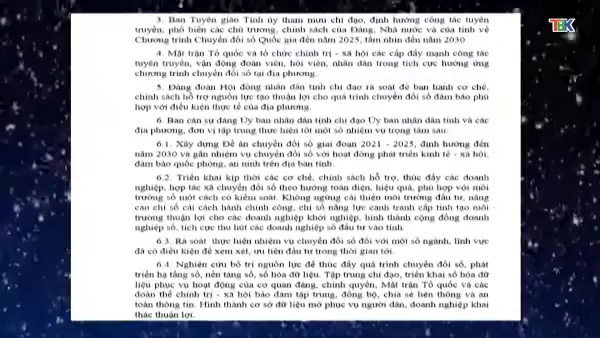 TBK
3. Ban Tuyên giáo Tỉnh ủy tham mưu chỉ đạo, định hướng công tác tuyên
truyền, phổ biến các chủ trương, chính sách của Đảng, Nhà nước và của tỉnh về
Chương trình Chuyển đổi số Quốc gia đến năm 2025, tầm nhìn đến năm 2030
4. Mặt trận Tổ quốc và tổ chức chính trị - xã hội các cấp đẩy mạnh công tác
tuyên truyền, vận động đoàn viên, hội viên, nhân dân trong tích cực hưởng ứng
chương trình chuyển đổi số tại địa phương.
5. Đảng đoàn Hội đồng nhân dân tỉnh chỉ đạo rà soát để ban hành cơ chế,
chính sách hỗ trợ nguồn lực tạo thuận lợi cho quá trình chuyển đổi số đảm bảo phù
hợp với điều kiện thực tế của địa phương.
6. Ban cán sự đảng Ủy ban nhân dân tỉnh chỉ đạo Ủy ban nhân dân tỉnh và các
địa phương, đơn vị tập trung thực hiện tốt một số nhiệm vụ trọng tâm sau:
6.1. Xây dựng Đề án chuyển đổi số giai đoạn 2021 - 2025, định hướng đến
năm 2030 và gắn nhiệm vụ chuyển đổi số với hoạt động phát triển kinh tế - xã hội,
đảm bảo quốc phòng, an ninh trên địa bàn tỉnh.
6.2. Triển khai kịp thời các cơ chế, chính sách hỗ trợ, thúc đẩy các doanh
nghiệp, hợp tác xã chuyển đổi số theo hướng toàn diện, hiệu quả, phù hợp với môi
trường số một cách có kiểm soát. Không ngừng cải thiện môi trường đầu tư, nâng
cao chỉ số cải cách hành chính công, chỉ số năng lực cạnh tranh cấp tỉnh tạo môi
trường thuận lợi cho các doanh nghiệp khởi nghiệp, hình thành cộng đồng doanh
nghiệp số, tích cực thu hút các doanh nghiệp số đầu tư vào tỉnh.
6.3. Rà soát thực hiện nhiệm vụ chuyển đổi số đối với một số ngành, lĩnh vực
đã có điều kiện để xem xét, ưu tiên đầu tư trong thời gian tới.
6.4. Nghiên cứu bố trí nguồn lực để thúc đẩy quá trình chuyển đổi số, phát
triển hạ tầng số, nền tảng số, số hóa dữ liệu. Tập trung chỉ đạo, triển khai số hóa dữ
liệu phục vụ hoạt động của cơ quan đảng, chính quyền, Mặt trận Tổ quốc và các
đoàn thể chính trị - xã hội bảo đảm tập trung, đồng bộ, chia sẻ liên thông và an
toàn thông tin. Hình thành cơ sở dữ liệu mở phục vụ người dân, doanh nghiệp khai
thác thuận lợi.